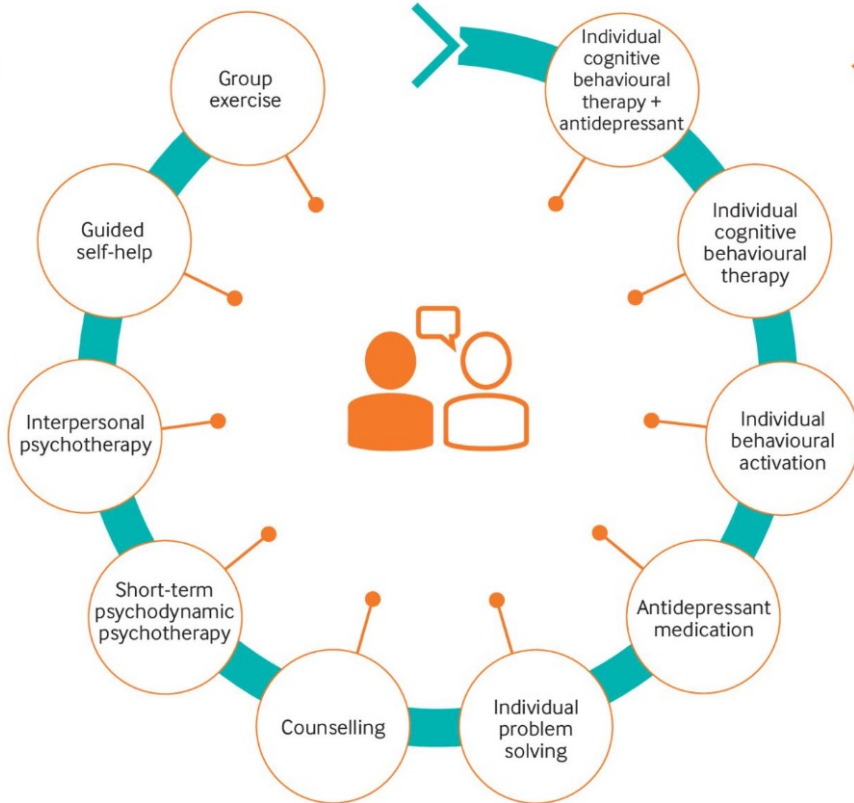 Individual
cognitive
behavioural
therapy +
antidepressant
Individual
cognitive
behavioural
therapy
Individual
behavioural
activation
Antidepressant
medication
Individual
problem
solving
Counselling
Short-term
psychodynamic
psychotherapy
Interpersonal
psychotherapy
Guided
self-help
Group
exercise